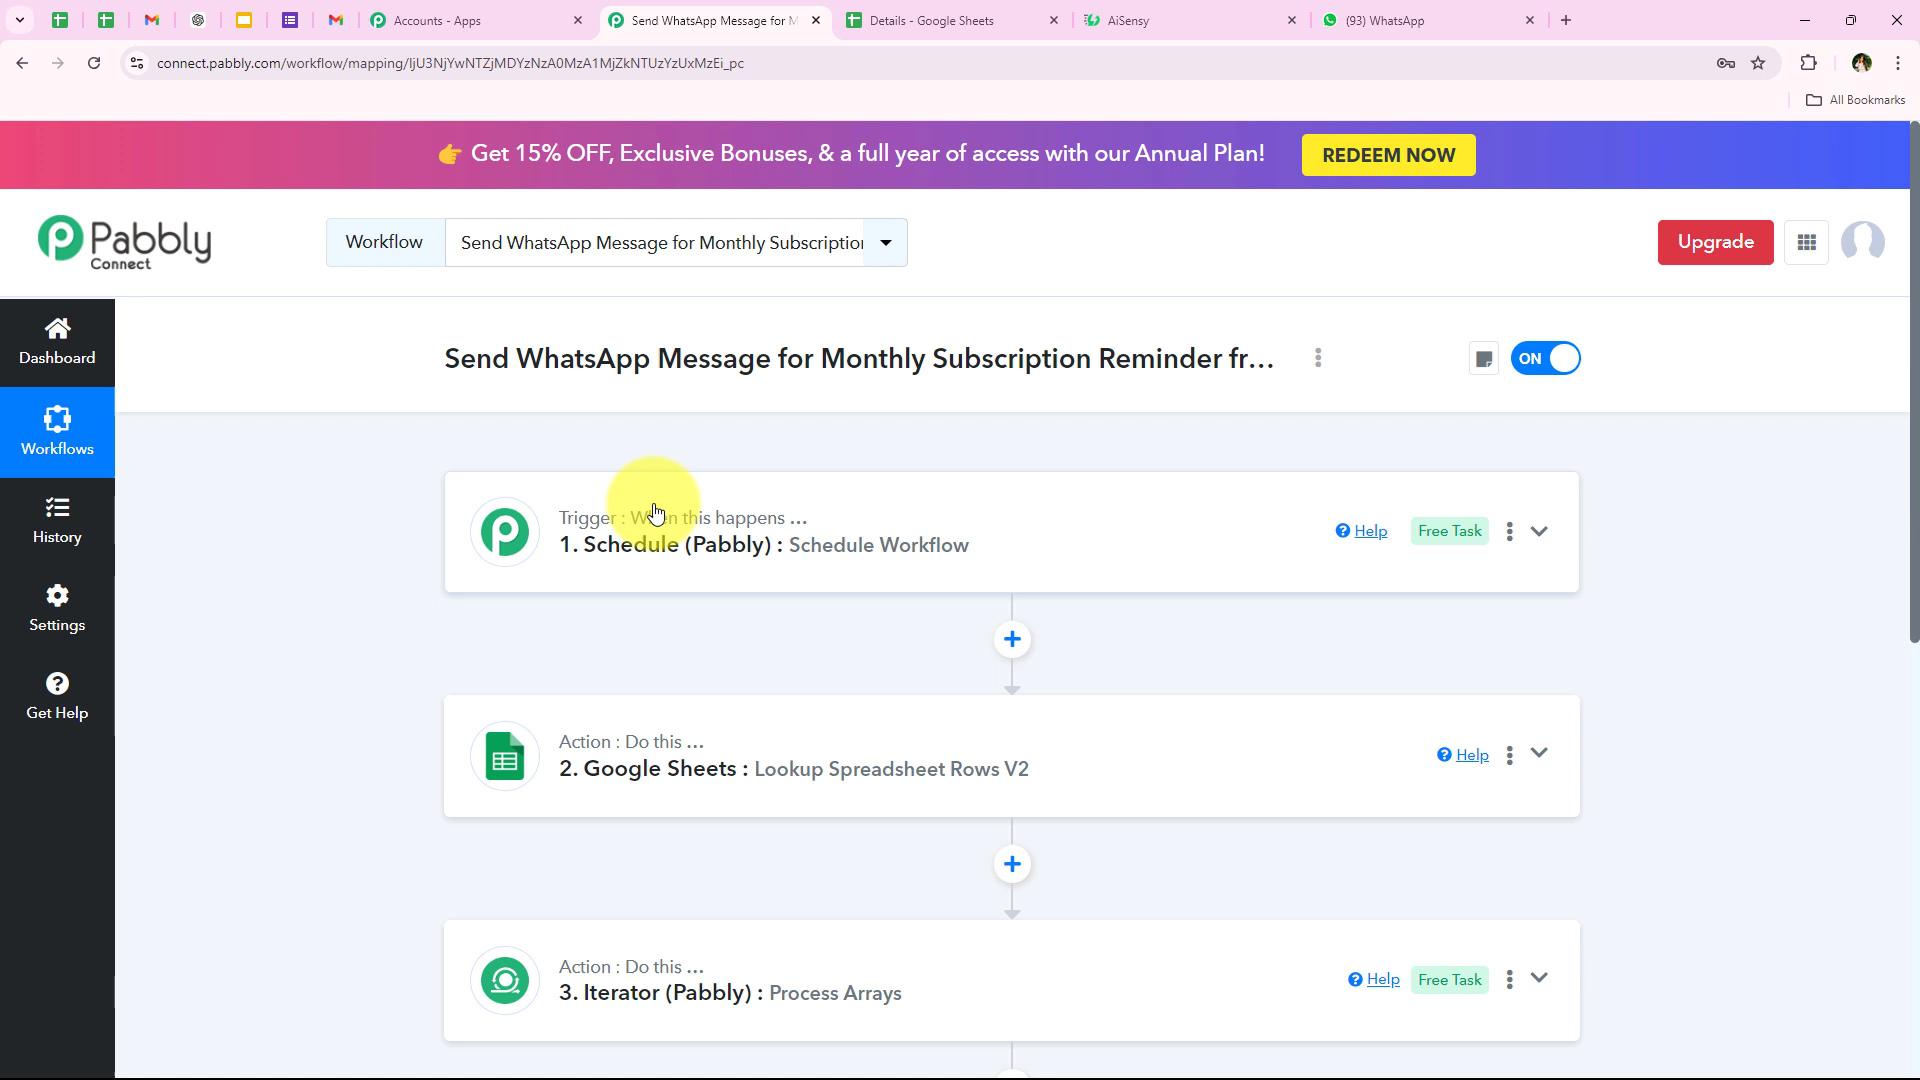 Accounts - Apps
Send WhatsApp Message for M
Details - Google Sheets
AiSensy
(93) WhatsApp
connect.pabbly.com/workflow/mapping/IjU3NjYwNTZjMDYzNzA0MzA1MjZkNTUzYzUxMzEi_pc
All Bookmarks
👉 Get 15% OFF, Exclusive Bonuses, & a full year of access with our Annual Plan!
REDEEM NOW
Pabbly
Connect
Workflow
Send WhatsApp Message for Monthly Subscription
Upgrade
Dashboard
Workflows
History
Settings
Get Help
Send WhatsApp Message for Monthly Subscription Reminder fr...
ON
Trigger : When this happens ...
1. Schedule (Pabbly) : Schedule Workflow
Help
Free Task
Action : Do this ...
2. Google Sheets : Lookup Spreadsheet Rows V2
Help
Action : Do this ...
3. Iterator (Pabbly) : Process Arrays
Help
Free Task